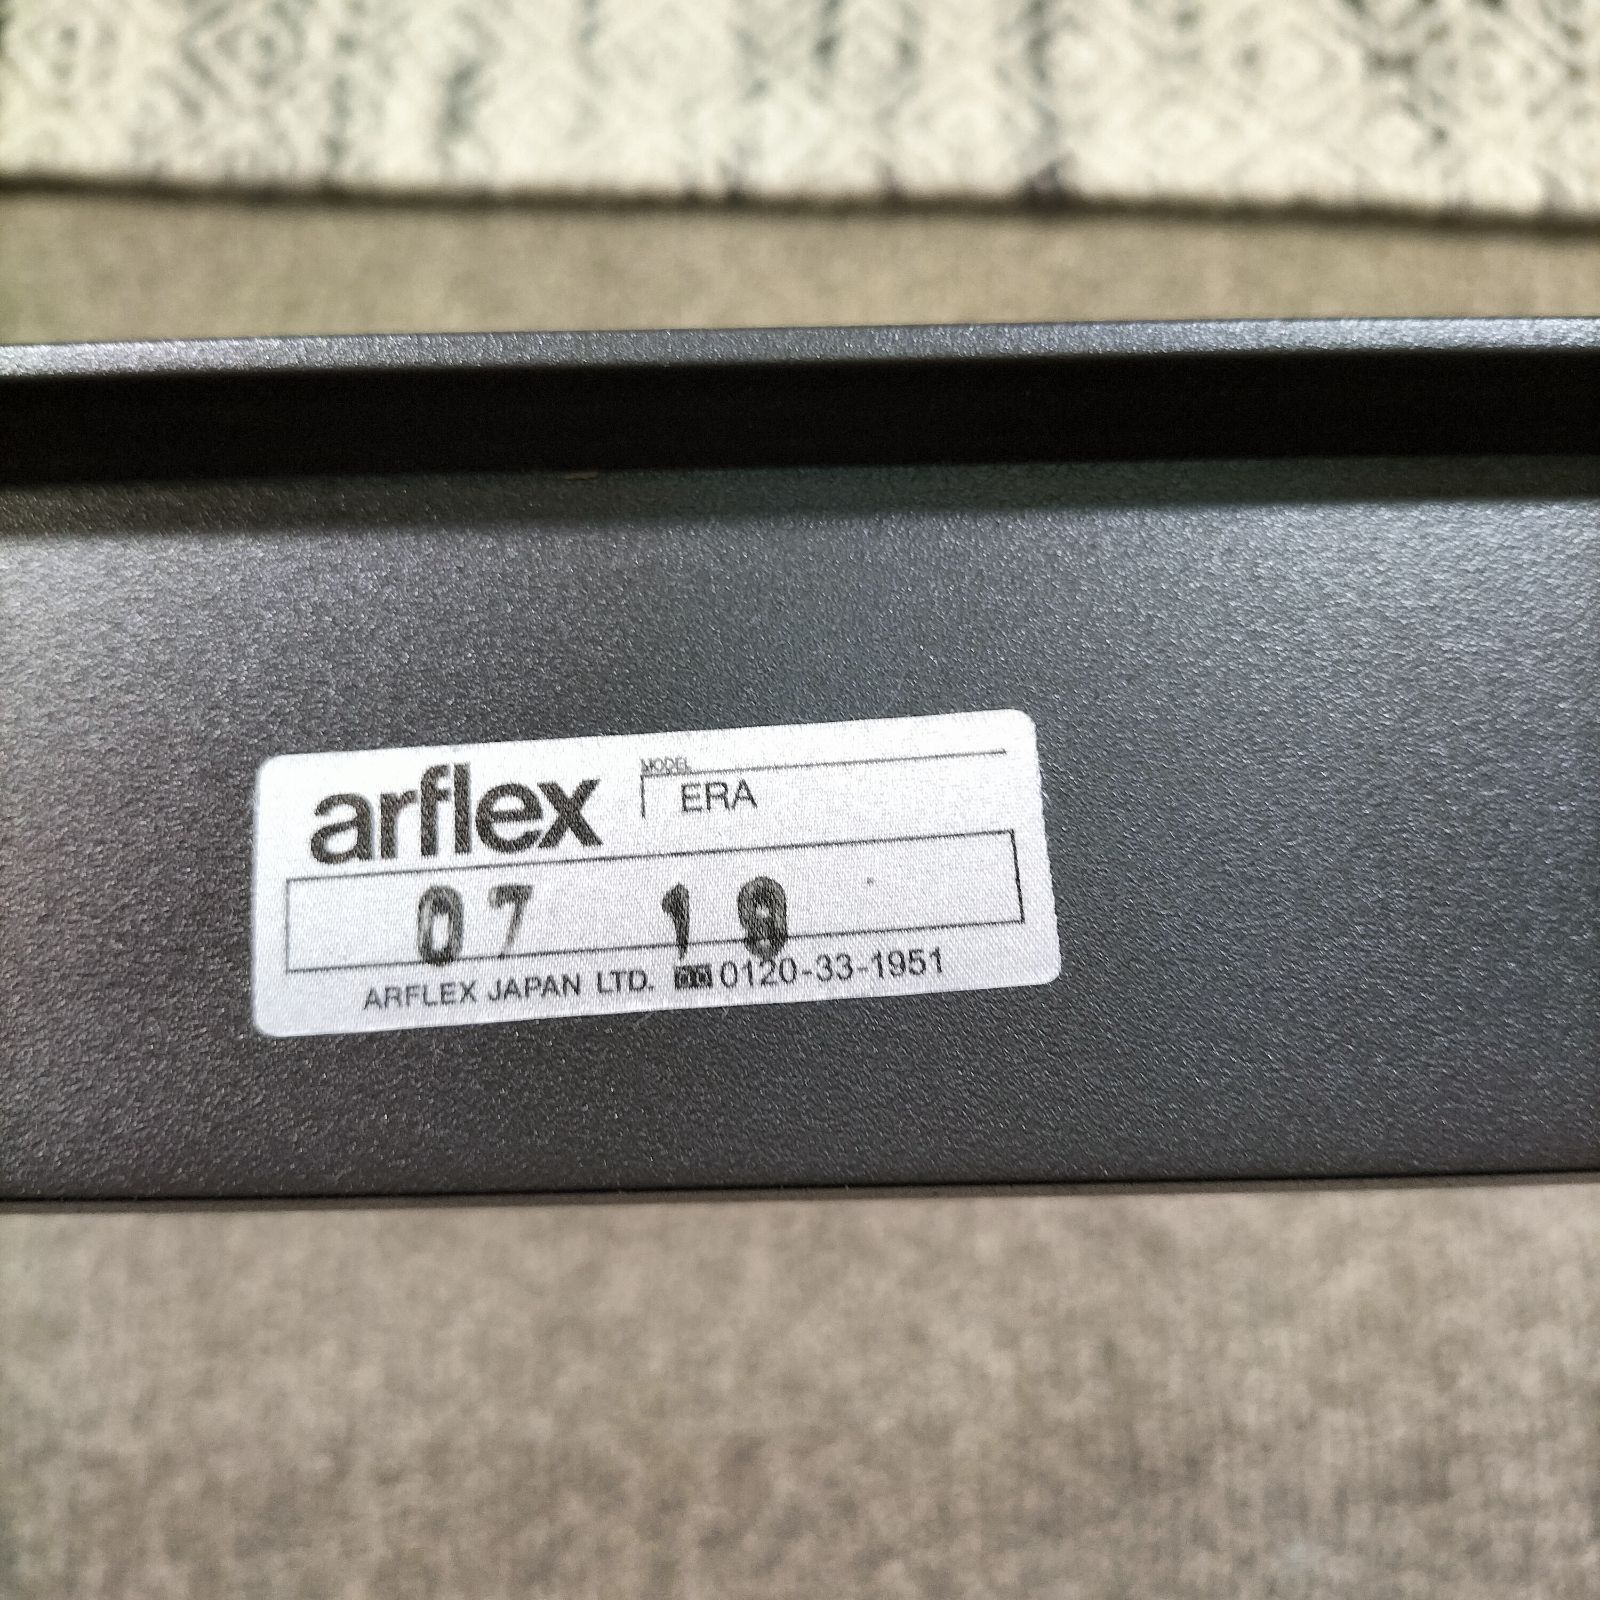 arflex
MODEL
ERA
07 19
ARFLEX JAPAN LTD. 0120-33-1951